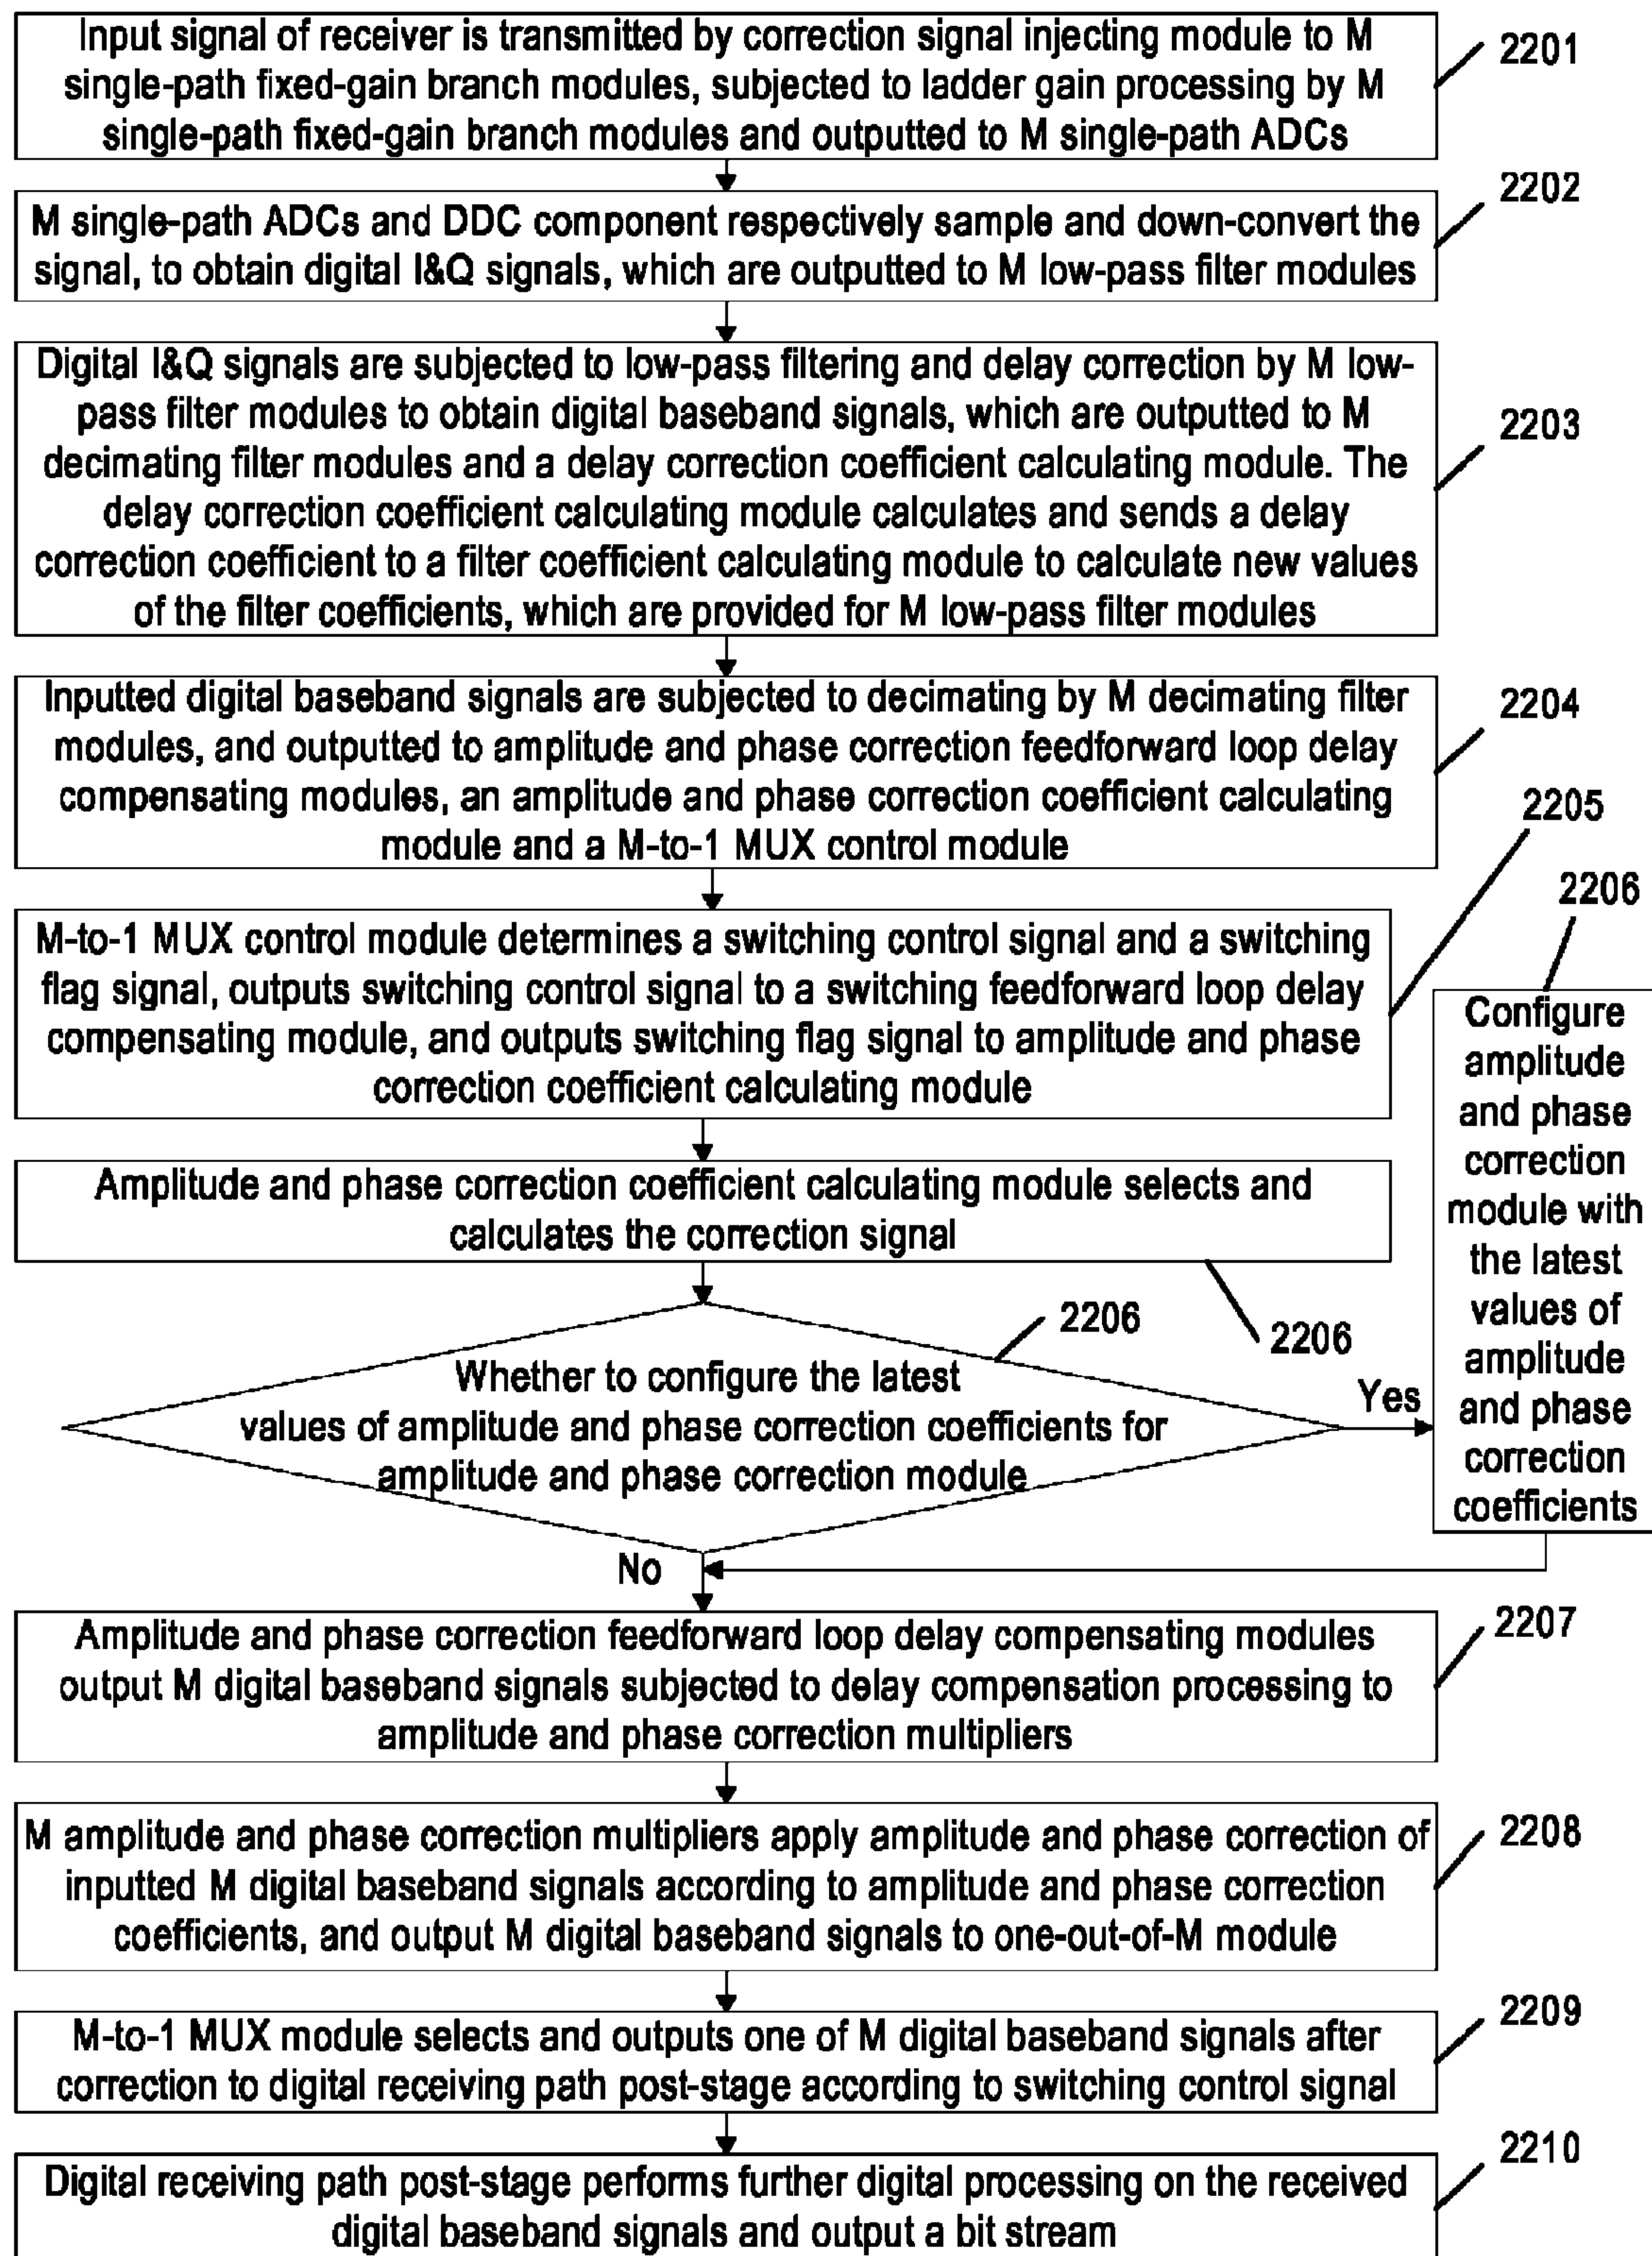 Input signal of receiver is transmitted by correction signal injecting module to M
single-path fixed-gain branch modules, subjected to ladder gain processing by M
single-path fixed-gain branch modules and outputted to M single-path ADCs
2201
M single-path ADCs and DDC component respectively sample and down-convert the
signal, to obtain digital I&Q signals, which are outputted to M low-pass filter modules
2202
Digital I&Q signals are subjected to low-pass filtering and delay correction by M low-
pass filter modules to obtain digital baseband signals, which are outputted to M
decimating filter modules and a delay correction coefficient calculating module. The
delay correction coefficient calculating module calculates and sends a delay
correction coefficient to a filter coefficient calculating module to calculate new values
of the filter coefficients, which are provided for M low-pass filter modules
2203
Inputted digital baseband signals are subjected to decimating by M decimating filter
modules, and outputted to amplitude and phase correction feedforward loop delay
compensating modules, an amplitude and phase correction coefficient calculating
module and a M-to-1 MUX control module
2204
M-to-1 MUX control module determines a switching control signal and a switching
flag signal, outputs switching control signal to a switching feedforward loop delay
compensating module, and outputs switching flag signal to amplitude and phase
correction coefficient calculating module
2205
Amplitude and phase correction coefficient calculating module selects and
calculates the correction signal
2206
Whether to configure the latest
values of amplitude and phase correction coefficients for
amplitude and phase correction module
2206
Yes
No
2206
Configure
amplitude
and phase
correction
module with
the latest
values of
amplitude
and phase
correction
coefficients
Amplitude and phase correction feedforward loop delay compensating modules
output M digital baseband signals subjected to delay compensation processing to
amplitude and phase correction multipliers
2207
M amplitude and phase correction multipliers apply amplitude and phase correction of
inputted M digital baseband signals according to amplitude and phase correction
coefficients, and output M digital baseband signals to one-out-of-M module
2208
M-to-1 MUX module selects and outputs one of M digital baseband signals after
correction to digital receiving path post-stage according to switching control signal
2209
Digital receiving path post-stage performs further digital processing on the received
digital baseband signals and output a bit stream
2210